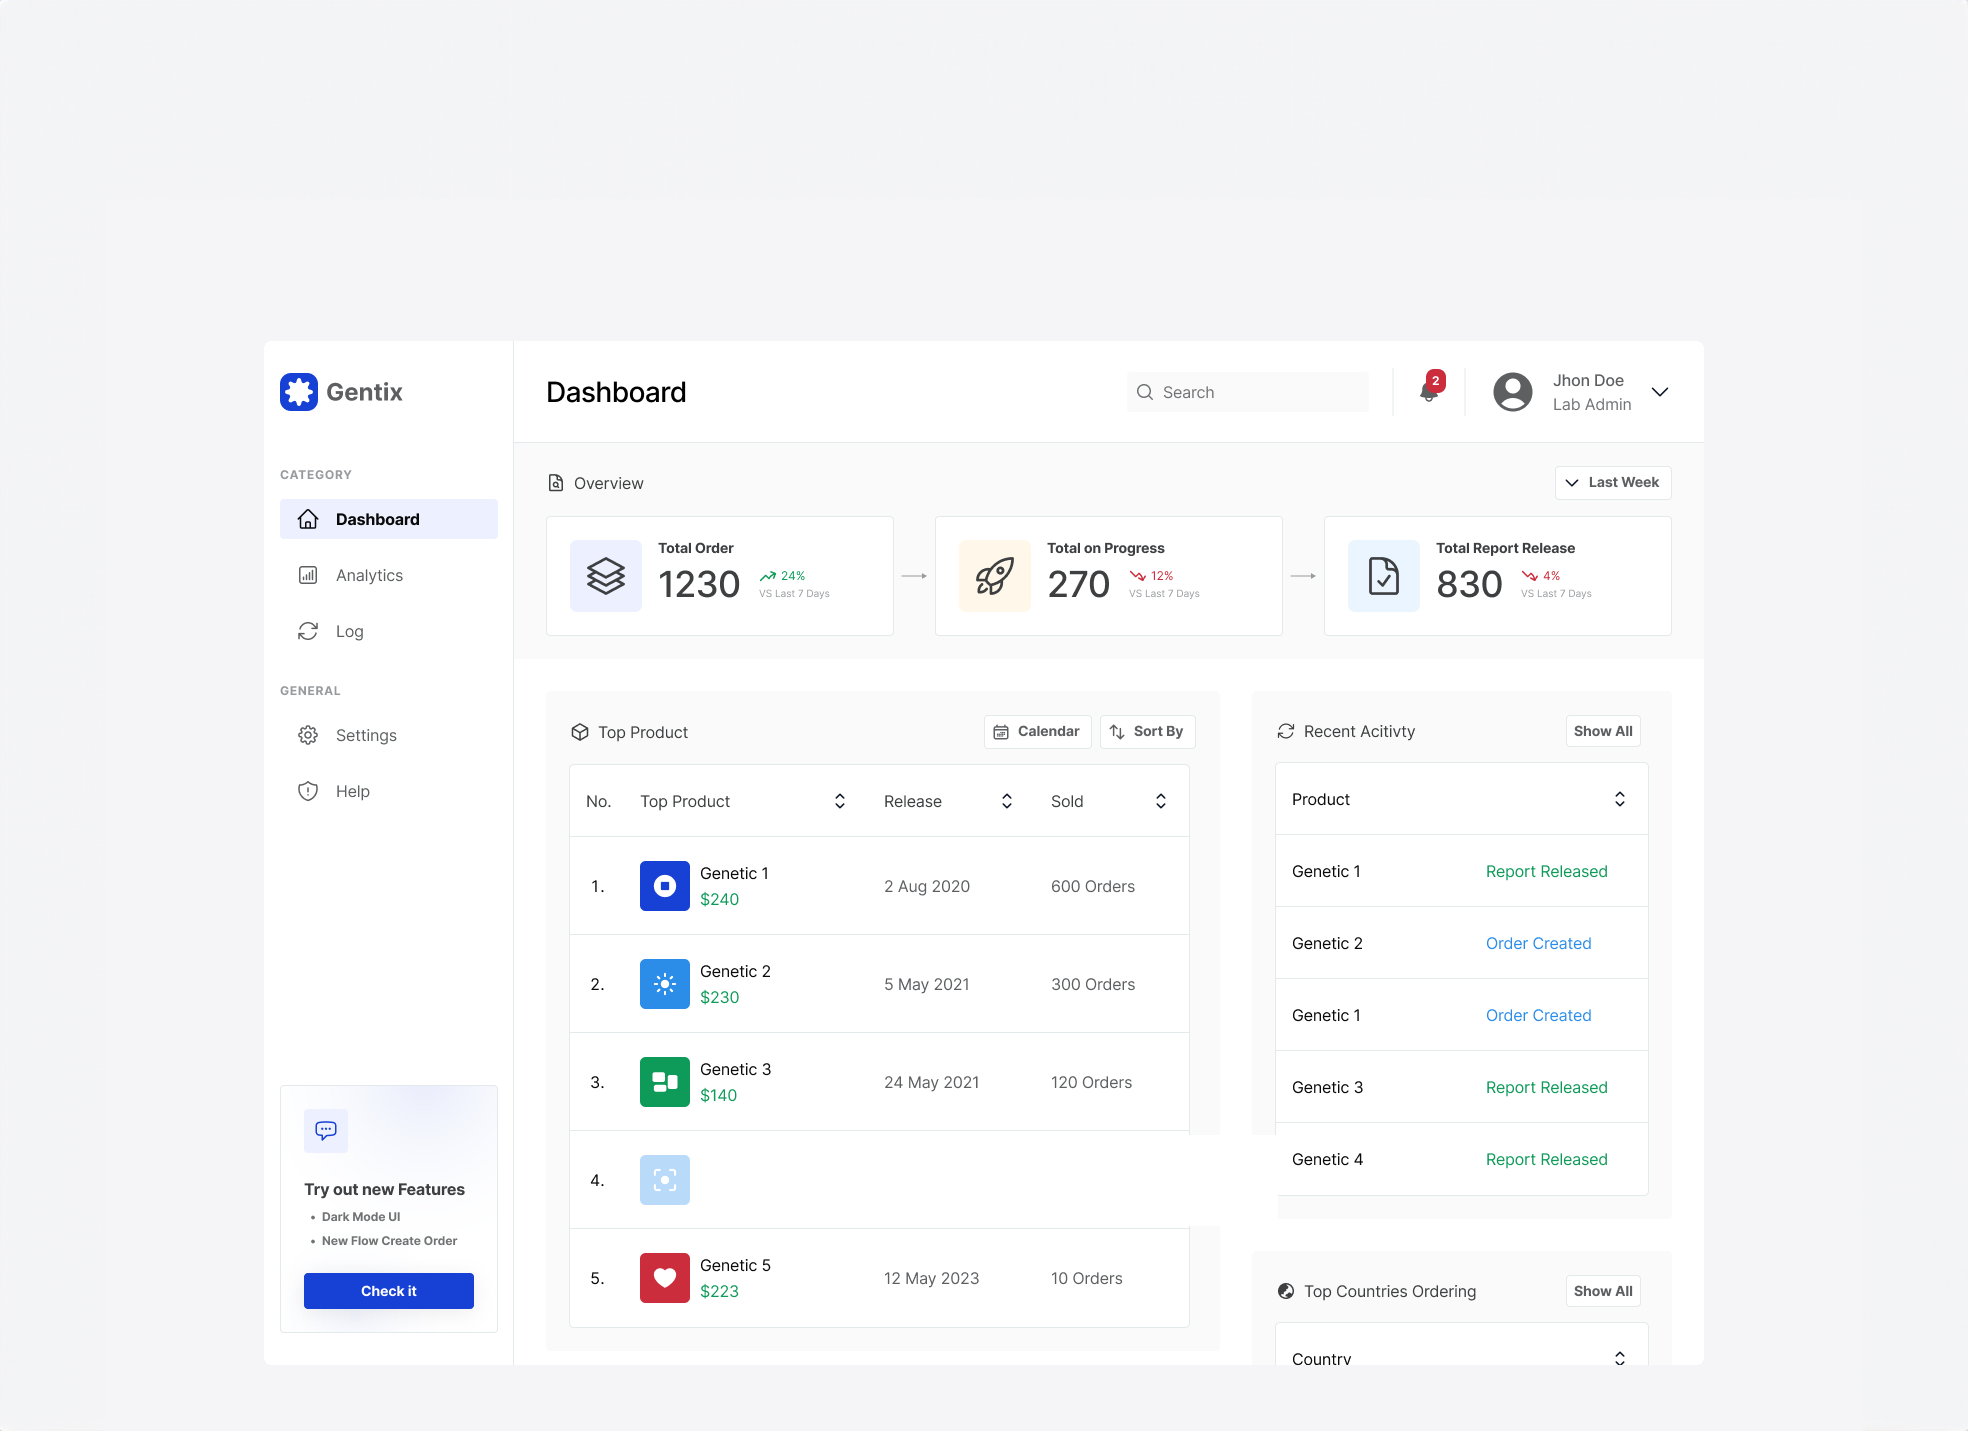 Gentix
CATEGORY
Dashboard
Analytics
Log
GENERAL
Settings
Help
Try out new Features
• Dark Mode UI
• New Flow Create Order
Check it
Dashboard
Search
2
Jhon Doe
Lab Admin
Overview
Last Week
Total Order
1230
24%
VS Last 7 Days
Total on Progress
270
12%
VS Last 7 Days
Total Report Release
830
4%
VS Last 7 Days
Top Product
Calendar
Sort By
No. Top Product Release Sold
1. Genetic 1 2 Aug 2020 600 Orders
$240
2. Genetic 2 5 May 2021 300 Orders
$230
3. Genetic 3 24 May 2021 120 Orders
$140
4.
5. Genetic 5 12 May 2023 10 Orders
$223
Recent Acitivty
Show All
Product
Genetic 1 Report Released
Genetic 2 Order Created
Genetic 1 Order Created
Genetic 3 Report Released
Genetic 4 Report Released
Top Countries Ordering
Show All
Country